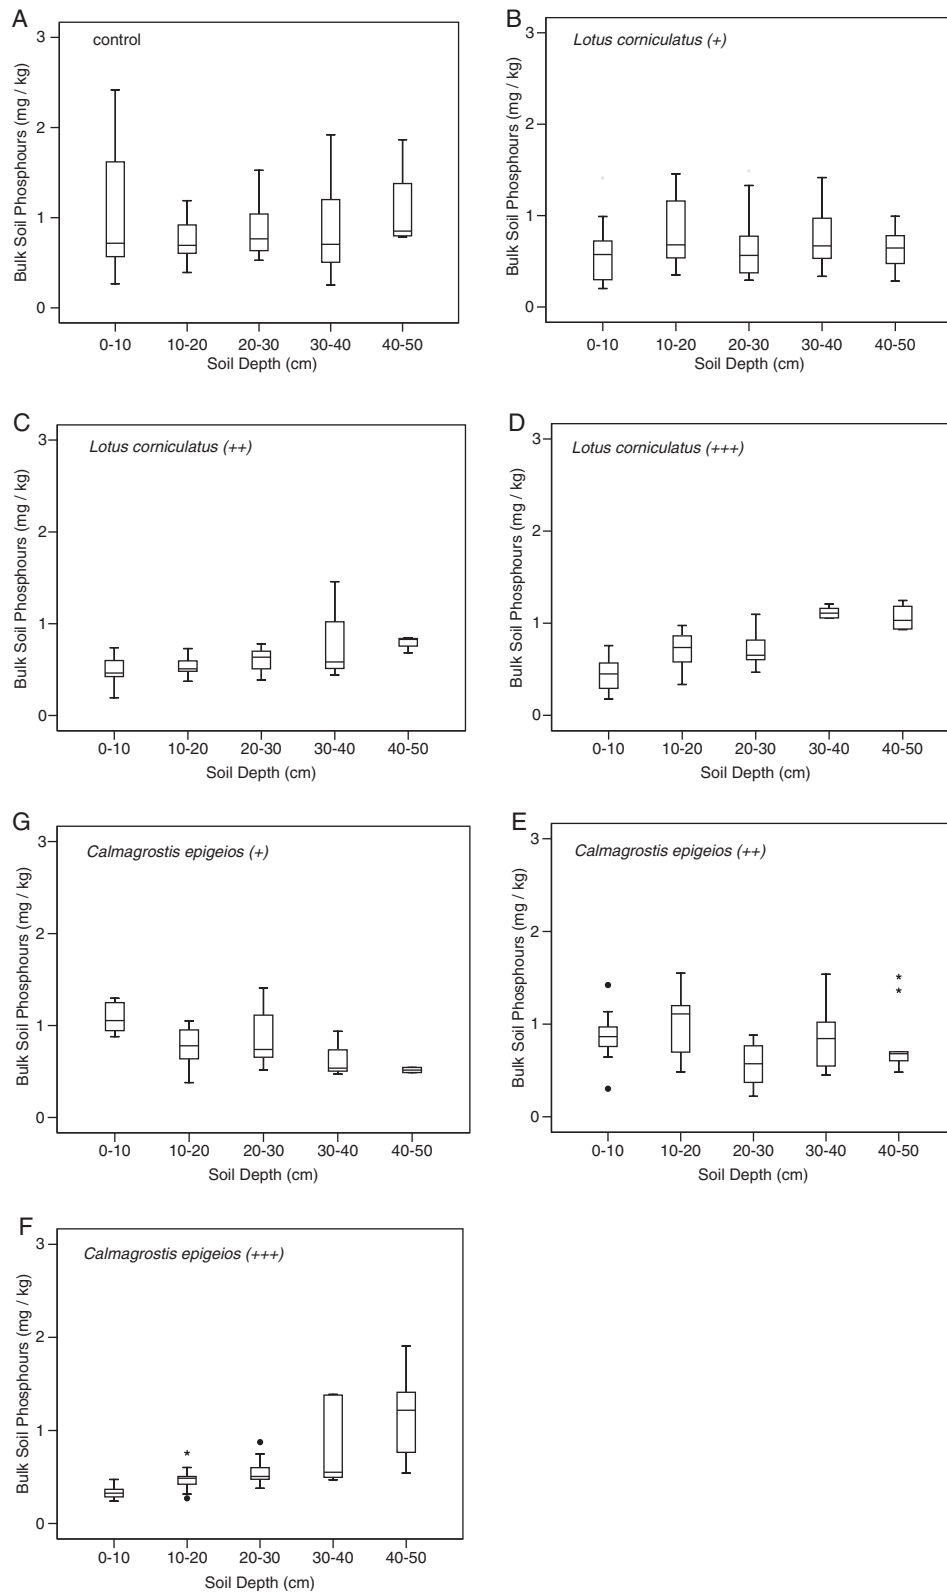 A
control
Bulk Soil Phosphours (mg / kg)
3
2
1
0
0-10 10-20 20-30 30-40 40-50
Soil Depth (cm)
B
Lotus corniculatus (+)
Bulk Soil Phosphours (mg / kg)
3
2
1
0
0-10 10-20 20-30 30-40 40-50
Soil Depth (cm)
C
Lotus corniculatus (++)
Bulk Soil Phosphours (mg / kg)
3
2
1
0
0-10 10-20 20-30 30-40 40-50
Soil Depth (cm)
D
Lotus corniculatus (+++)
Bulk Soil Phosphours (mg / kg)
3
2
1
0
0-10 10-20 20-30 30-40 40-50
Soil Depth (cm)
G
Calmagrostis epigeios (+)
Bulk Soil Phosphours (mg / kg)
3
2
1
0
0-10 10-20 20-30 30-40 40-50
Soil Depth (cm)
E
Calmagrostis epigeios (++)
Bulk Soil Phosphours (mg / kg)
3
2
1
0
0-10 10-20 20-30 30-40 40-50
Soil Depth (cm)
F
Calmagrostis epigeios (+++)
Bulk Soil Phosphours (mg / kg)
3
2
1
0
0-10 10-20 20-30 30-40 40-50
Soil Depth (cm)